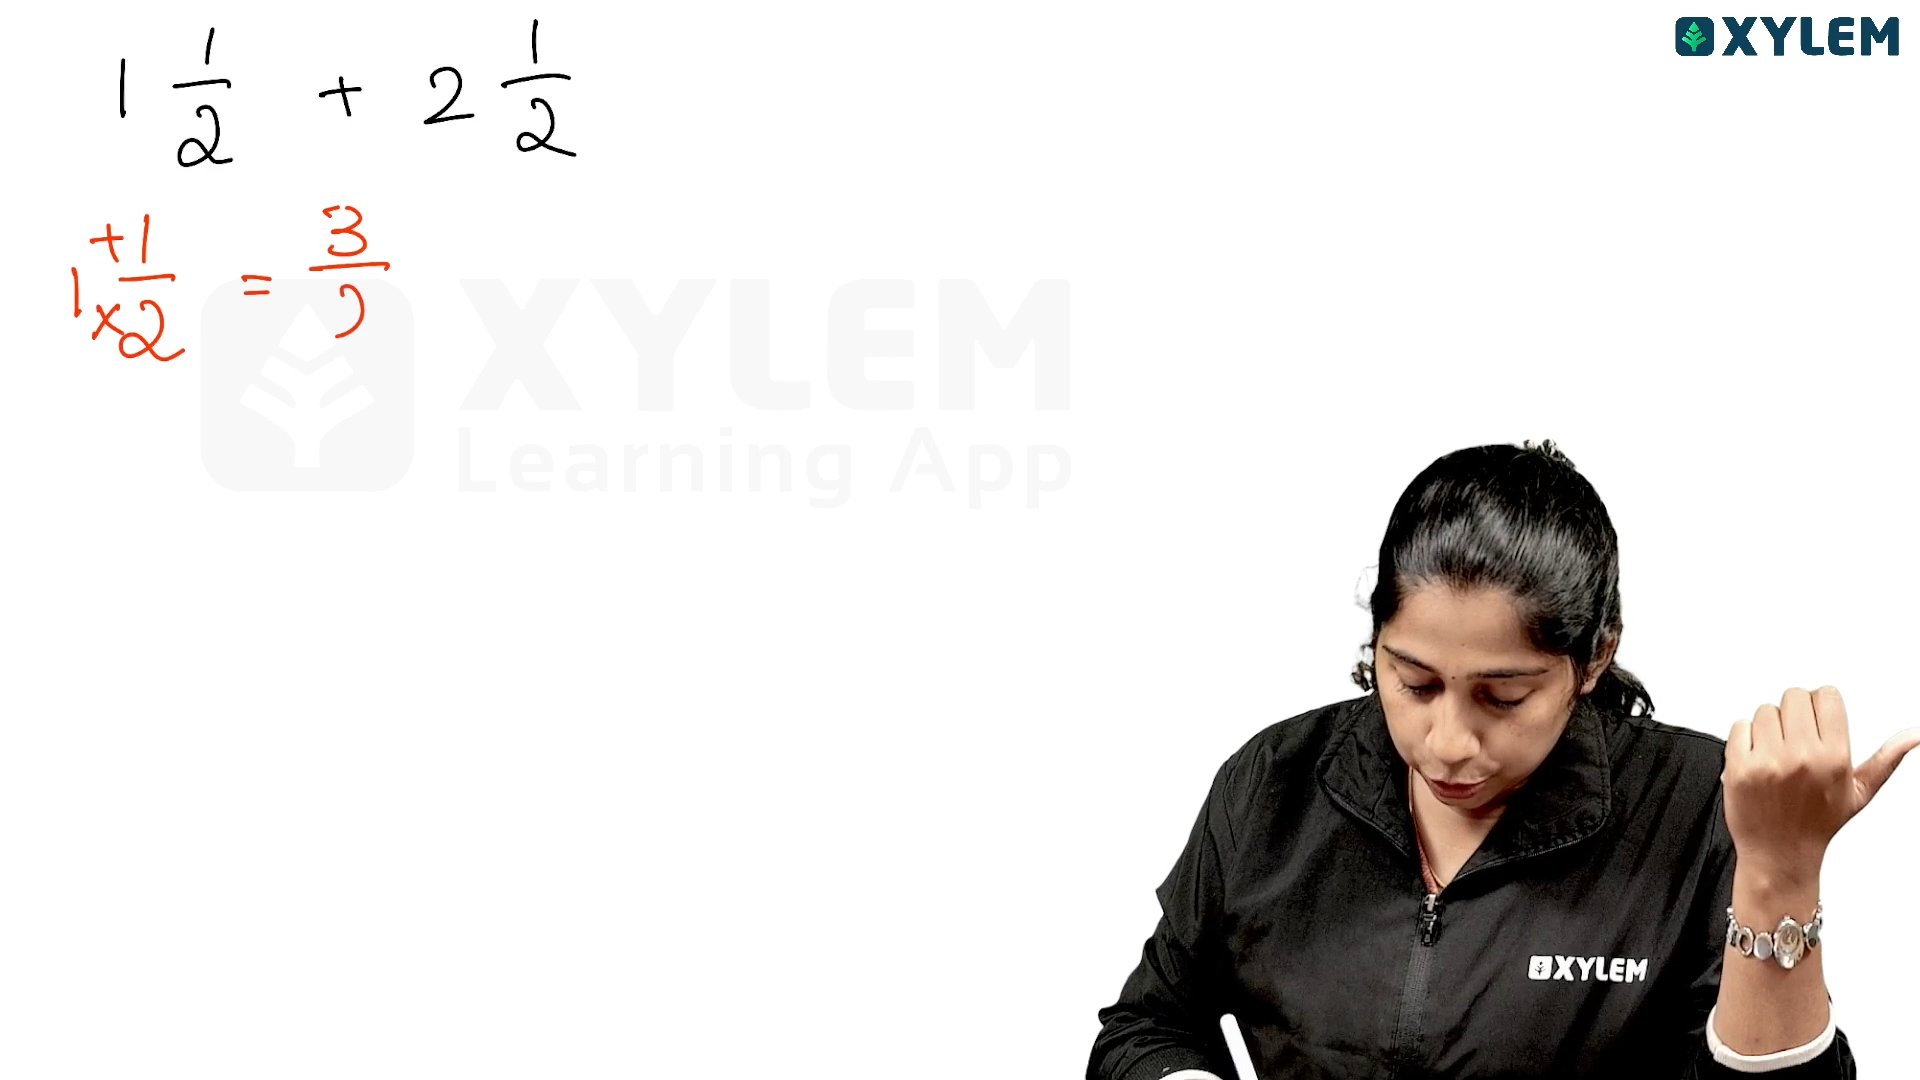 XYLEM
1 1/2 + 2 1/2
+1
1 ×2 = 3/2
XYLEM
Learning App
XYLEM